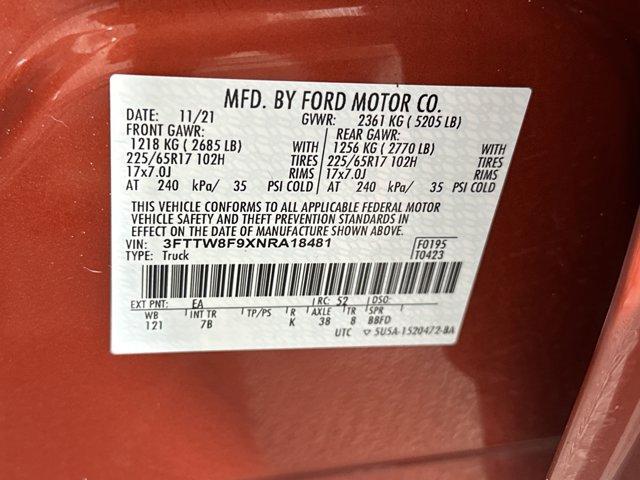 MFD. BY FORD MOTOR CO.
DATE: 11/21 GVWR: 2361 KG ( 5205 LB)
FRONT GAWR: REAR GAWR:
1218 KG ( 2685 LB) WITH 1256 KG ( 2770 LB) WITH
225/65R17 102H TIRES 225/65R17 102H TIRES
17x7.0J RIMS 17x7.0J RIMS
AT 240 kPa/ 35 PSI COLD AT 240 kPa/ 35 PSI COLD
THIS VEHICLE CONFORMS TO ALL APPLICABLE FEDERAL MOTOR
VEHICLE SAFETY AND THEFT PREVENTION STANDARDS IN
EFFECT ON THE DATE OF MANUFACTURE SHOWN ABOVE.
VIN: 3FTTW8F9XNRA18481 F0195
TYPE: Truck T0423
EXT PNT: EA RC: 52 DSO:
WB INT TR TP/PS R AXLE TR SPR
121 7B K 38 8 BBFD
UTC 5U5A-1520472-BA